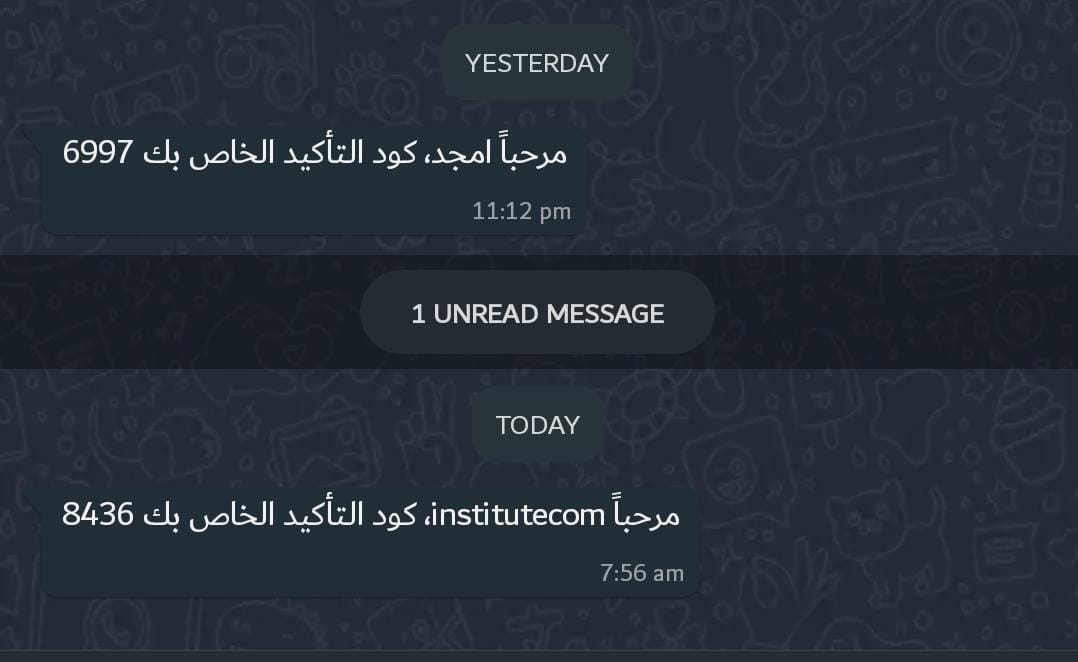 YESTERDAY
مرحباً امجد، كود التأكيد الخاص بك 6997
11:12 pm
1 UNREAD MESSAGE
TODAY
مرحباً institutecom، كود التأكيد الخاص بك 8436
7:56 am